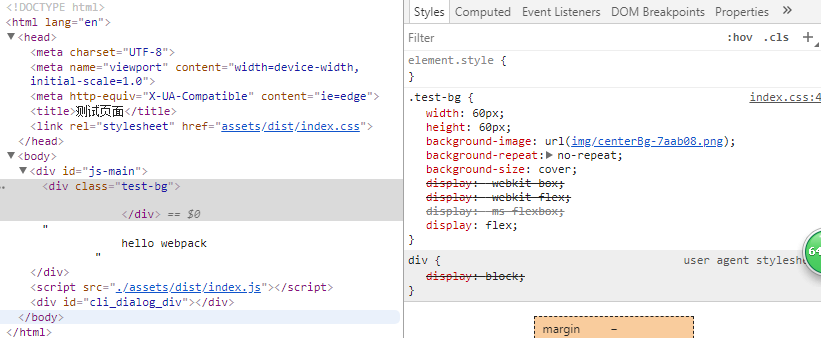 <!DOCTYPE html>
<html lang="en">
<head>
<meta charset="UTF-8">
<meta name="viewport" content="width=device-width,
initial-scale=1.0">
<meta http-equiv="X-UA-Compatible" content="ie=edge">
<title>测试页面</title>
<link rel="stylesheet" href="assets/dist/index.css">
</head>
<body>
<div id="js-main">
<div class="test-bg">
</div> == $0
"
hello webpack
"
</div>
<script src="./assets/dist/index.js"></script>
<div id="cli_dialog_div"></div>
</body>
</html>
Styles Computed Event Listeners DOM Breakpoints Properties »
Filter :hov .cls +
element.style {
}
.test-bg { index.css:4
width: 60px;
height: 60px;
background-image: url(img/centerBg-7aab08.png);
background-repeat: no-repeat;
background-size: cover;
display: -webkit-box;
display: -webkit-flex;
display: -ms-flexbox;
display: flex;
}
div { user agent styleshe
display: block;
}
margin –
64